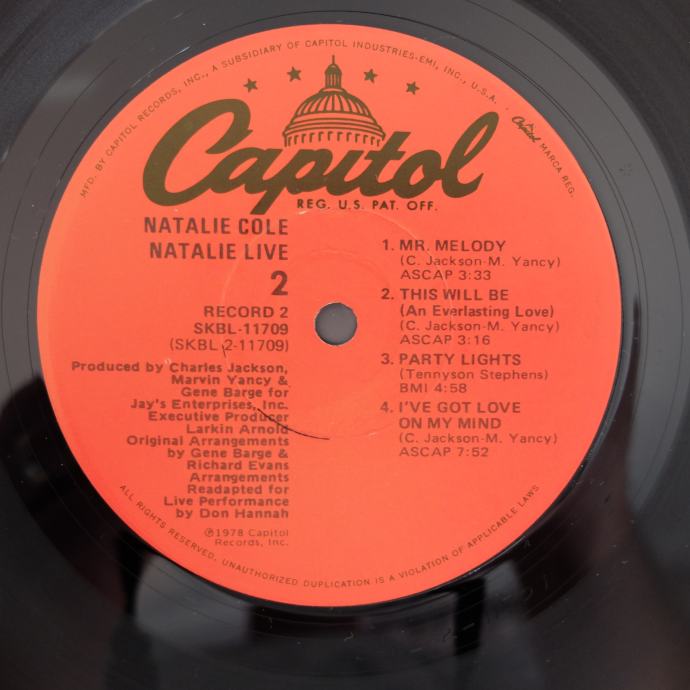 MFD. BY CAPITOL RECORDS, INC., A SUBSIDIARY OF CAPITOL INDUSTRIES-EMI, INC., U.S.A.
Capitol MARCA REG.
Capitol
REG. U.S. PAT. OFF.
NATALIE COLE
NATALIE LIVE
2
RECORD 2
SKBL-11709
(SKBL 2-11709)
Produced by Charles Jackson,
Marvin Yancy &
Gene Barge for
Jay's Enterprises, Inc.
Executive Producer
Larkin Arnold
Original Arrangements
by Gene Barge &
Richard Evans
Arrangements
Readapted for
Live Performance
by Don Hannah
℗1978 Capitol
Records, Inc.
1. MR. MELODY
(C. Jackson-M. Yancy)
ASCAP 3:33
2. THIS WILL BE
(An Everlasting Love)
(C. Jackson-M. Yancy)
ASCAP 3:16
3. PARTY LIGHTS
(Tennyson Stephens)
BMI 4:58
4. I'VE GOT LOVE
ON MY MIND
(C. Jackson-M. Yancy)
ASCAP 7:52
ALL RIGHTS RESERVED. UNAUTHORIZED DUPLICATION IS A VIOLATION OF APPLICABLE LAWS